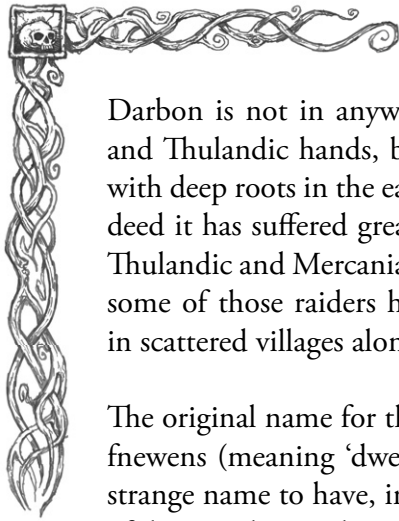 Darbon is not in anyw
and Thulandic hands, b
with deep roots in the ea
deed it has suffered grea
Thulandic and Mercania
some of those raiders h
in scattered villages alon
The original name for th
fnewens (meaning ‘dwe
strange name to have, in